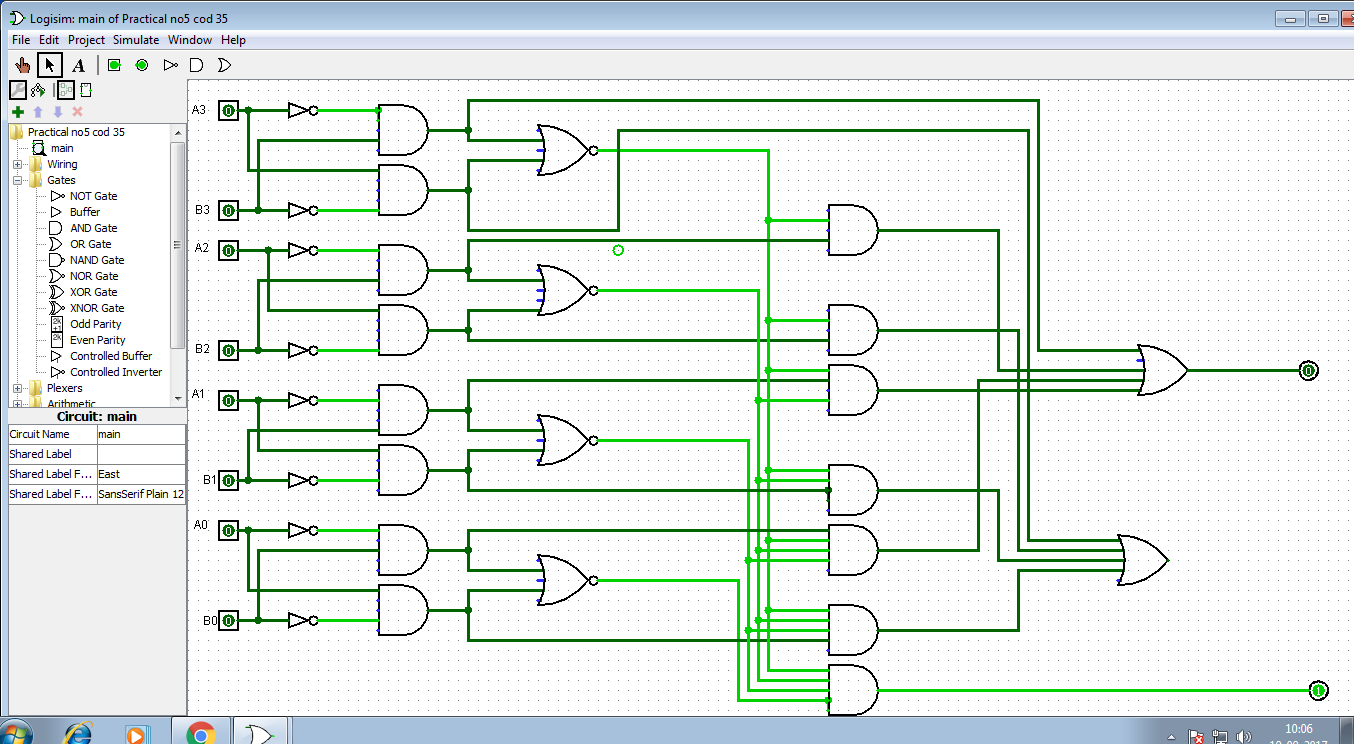 Logisim: main of Practical no5 cod 35
File Edit Project Simulate Window Help
A
Practical no5 cod 35
main
Wiring
Gates
NOT Gate
Buffer
AND Gate
OR Gate
NAND Gate
NOR Gate
XOR Gate
XNOR Gate
Odd Parity
Even Parity
Controlled Buffer
Controlled Inverter
Plexers
Arithmetic
Circuit: main
Circuit Name main
Shared Label
Shared Label F... East
Shared Label F... SansSerif Plain 12
A3 0
B3 0
A2 0
B2 0
A1 0
B1 0
A0 0
B0 0
0
1
10:06